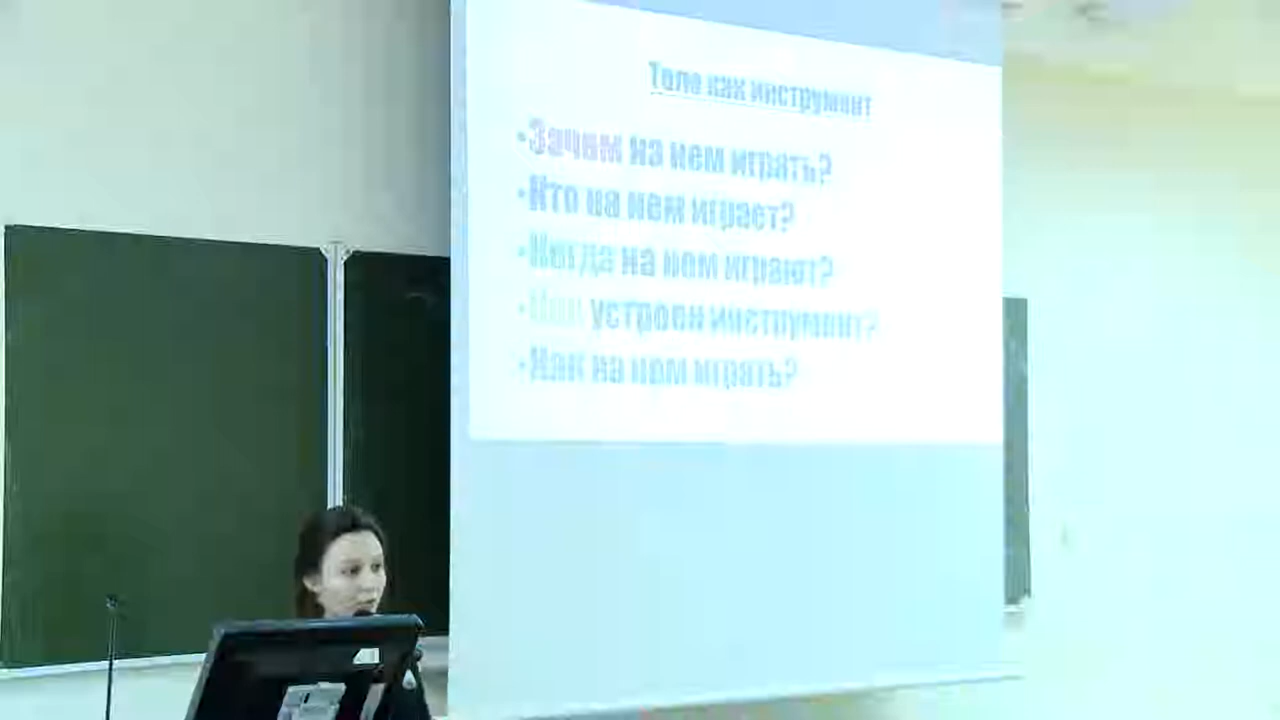 Тело как инструмент
•Зачем на нем играть?
•Кто на нем играет?
•Когда на нем играют?
•Как устроен инструмент?
•Как на нем играть?